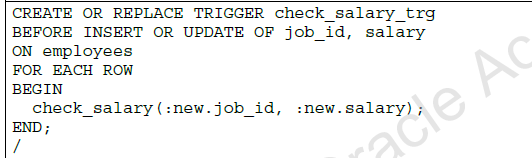 CREATE OR REPLACE TRIGGER check_salary_trg
BEFORE INSERT OR UPDATE OF job_id, salary
ON employees
FOR EACH ROW
BEGIN
  check_salary(:new.job_id, :new.salary);
END;
/